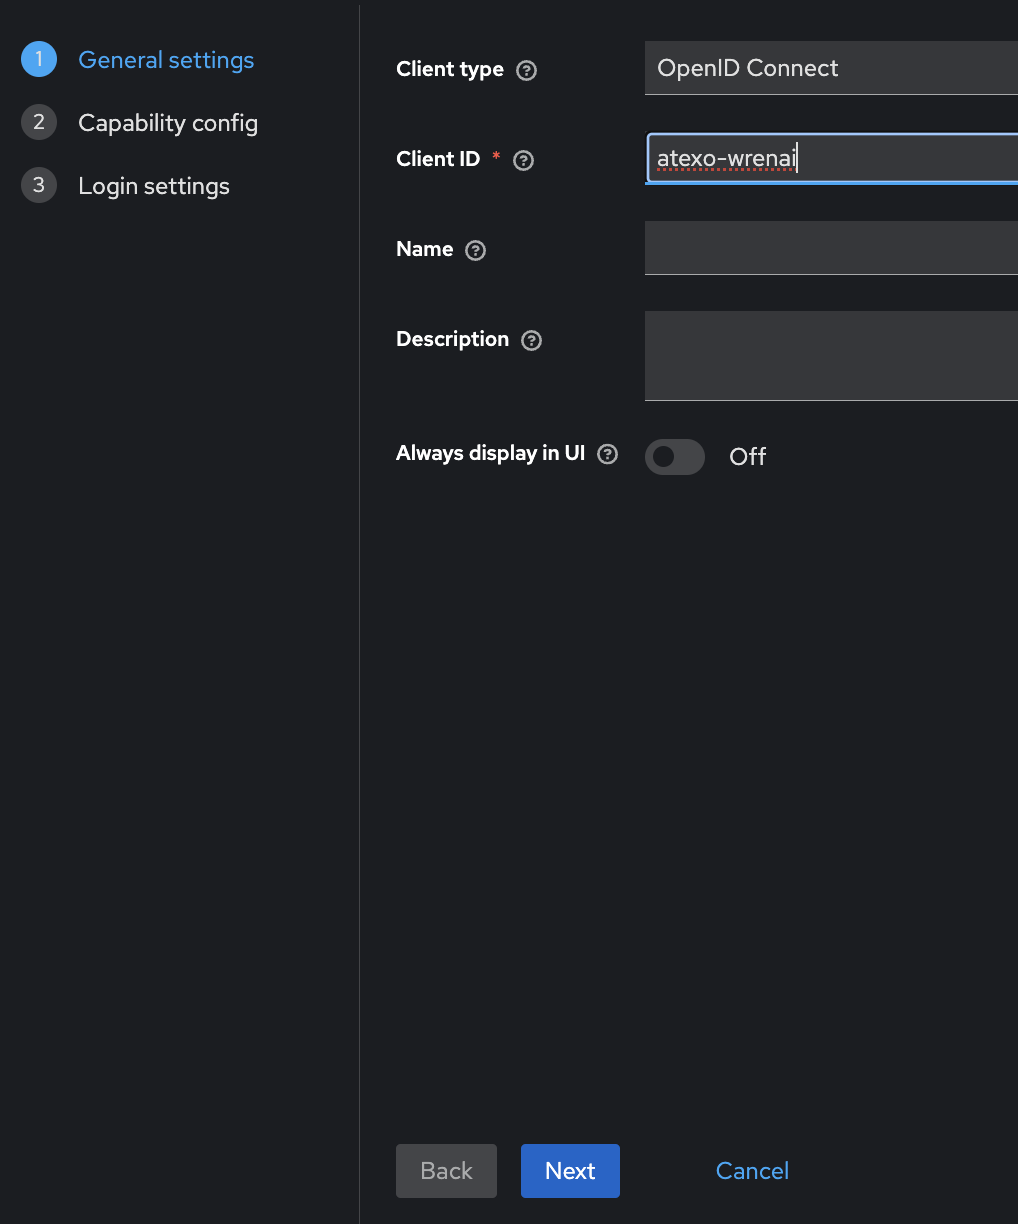 1 General settings
2 Capability config
3 Login settings
Client type ?
OpenID Connect
Client ID * ?
atexo-wrenai
Name ?
Description ?
Always display in UI ?
Off
Back
Next
Cancel